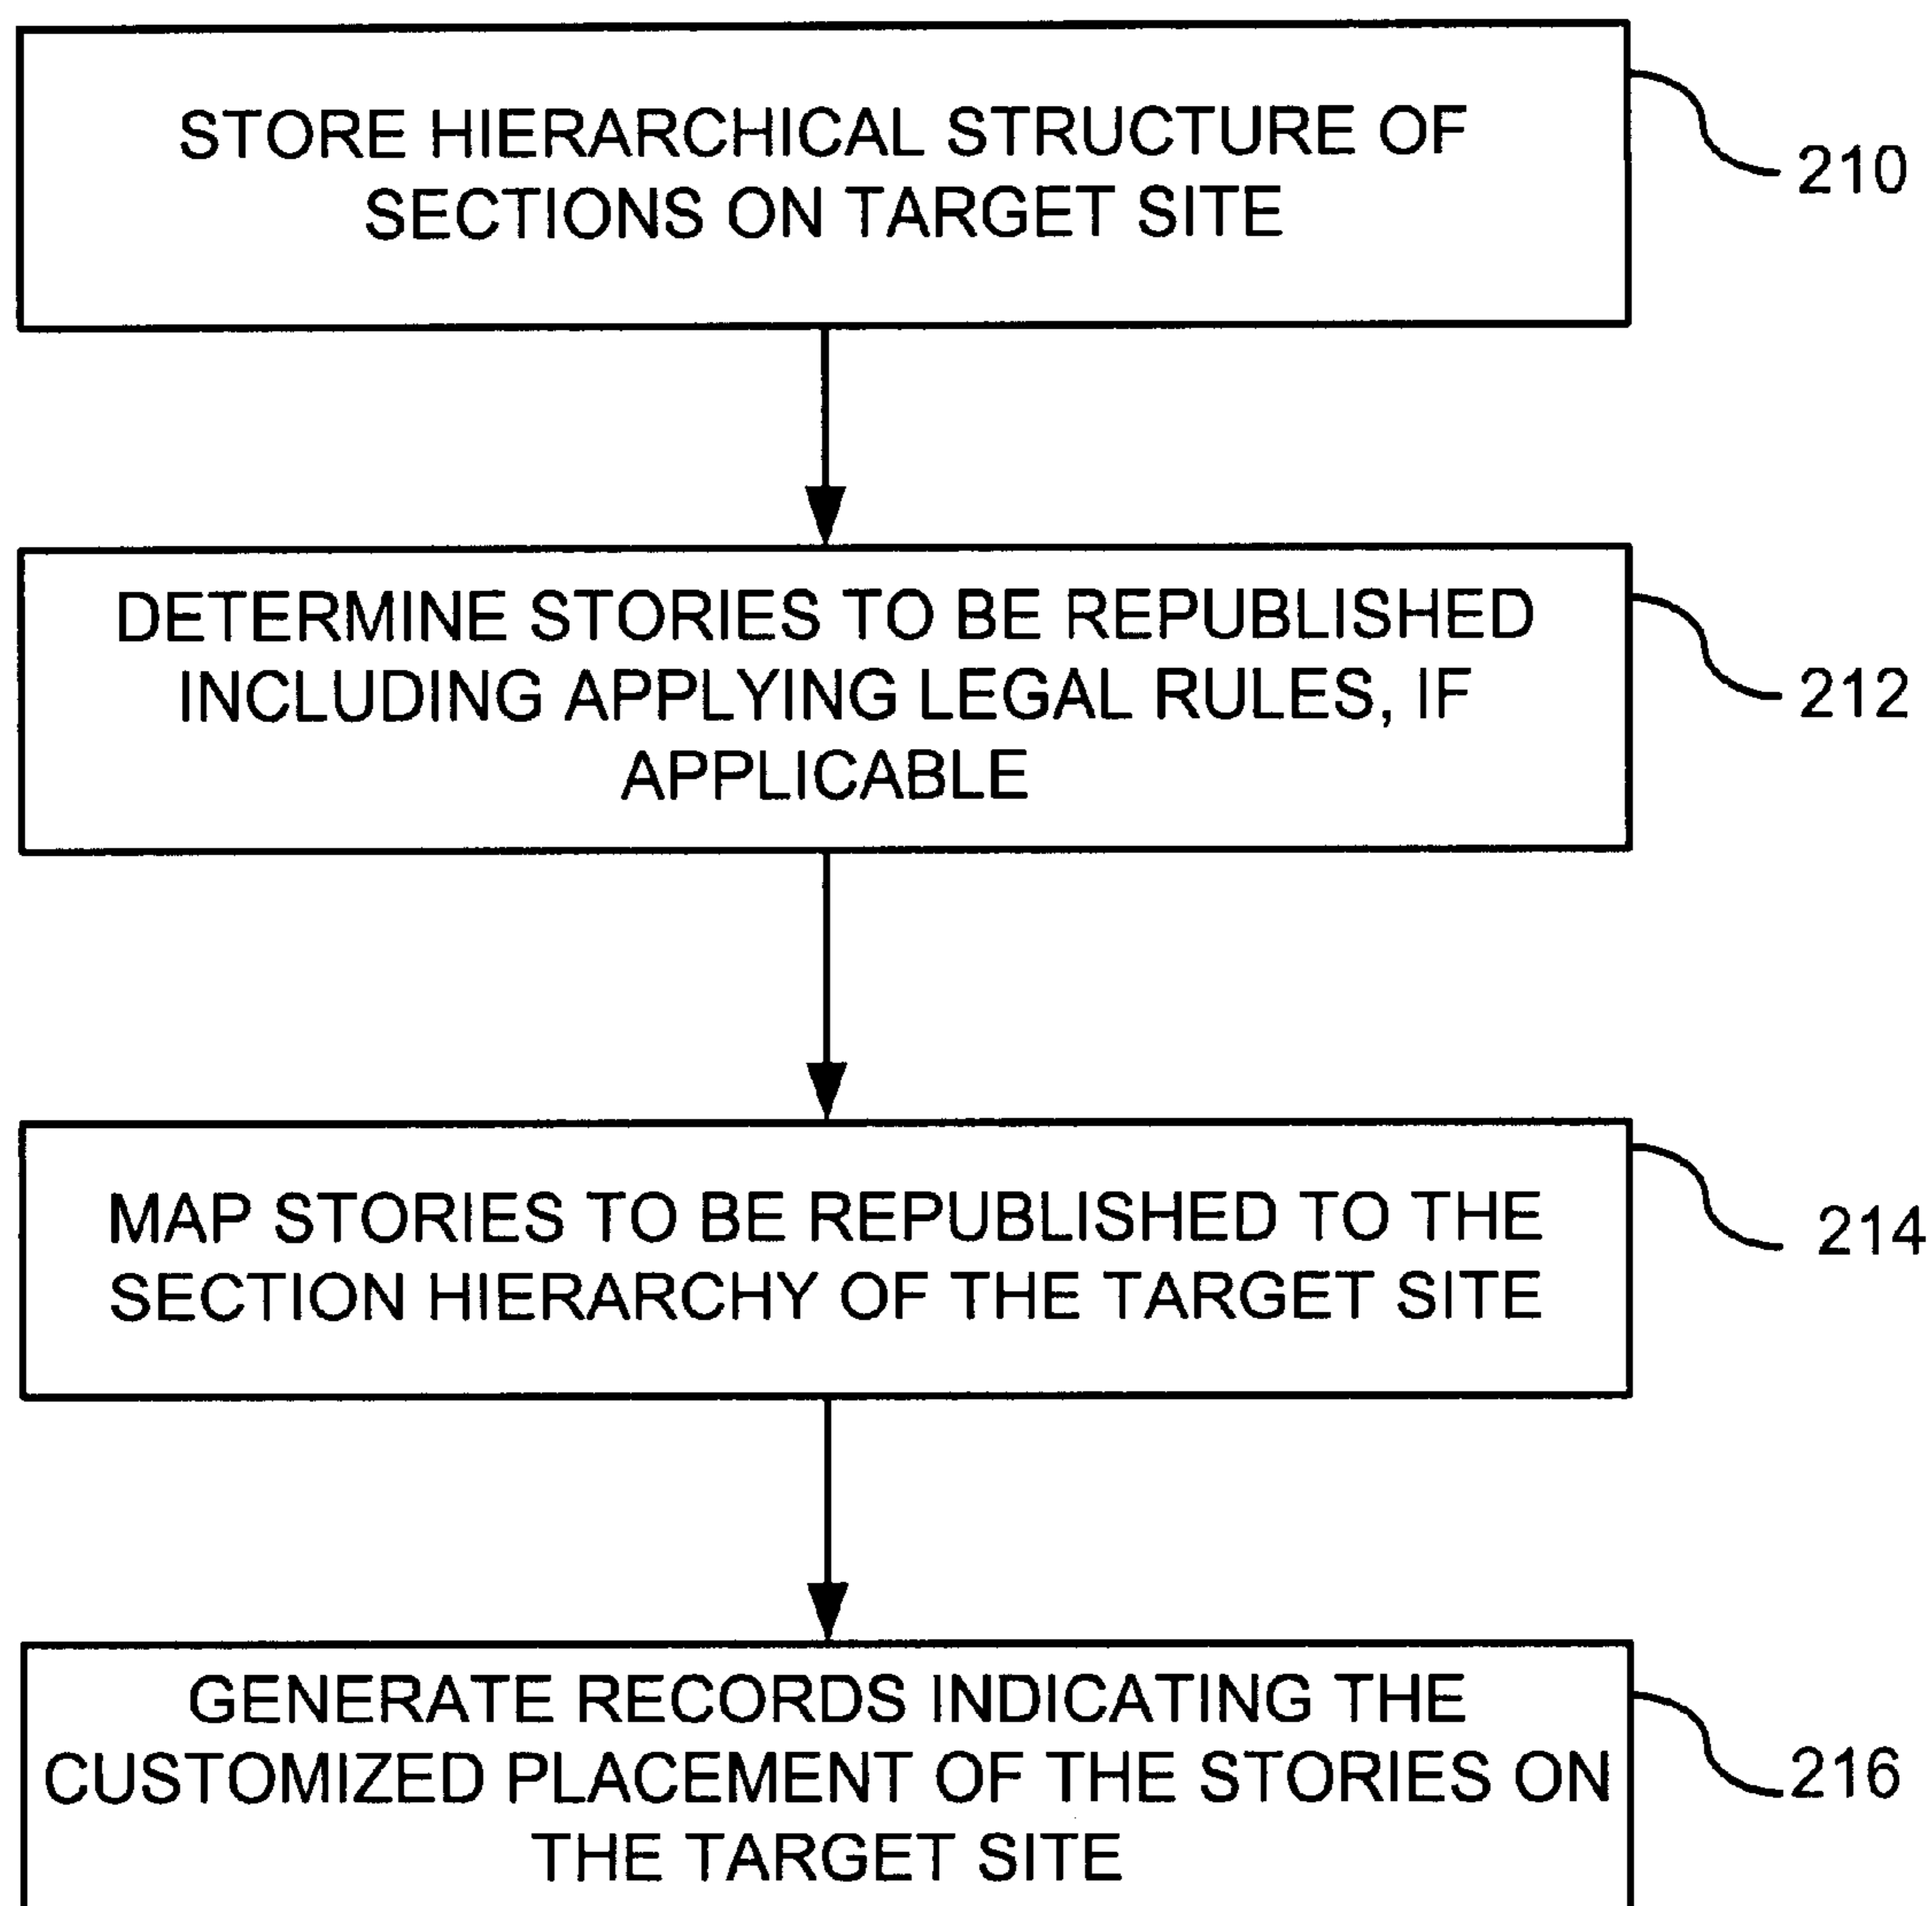 STORE HIERARCHICAL STRUCTURE OF
SECTIONS ON TARGET SITE
210
DETERMINE STORIES TO BE REPUBLISHED
INCLUDING APPLYING LEGAL RULES, IF
APPLICABLE
212
MAP STORIES TO BE REPUBLISHED TO THE
SECTION HIERARCHY OF THE TARGET SITE
214
GENERATE RECORDS INDICATING THE
CUSTOMIZED PLACEMENT OF THE STORIES ON
THE TARGET SITE
216